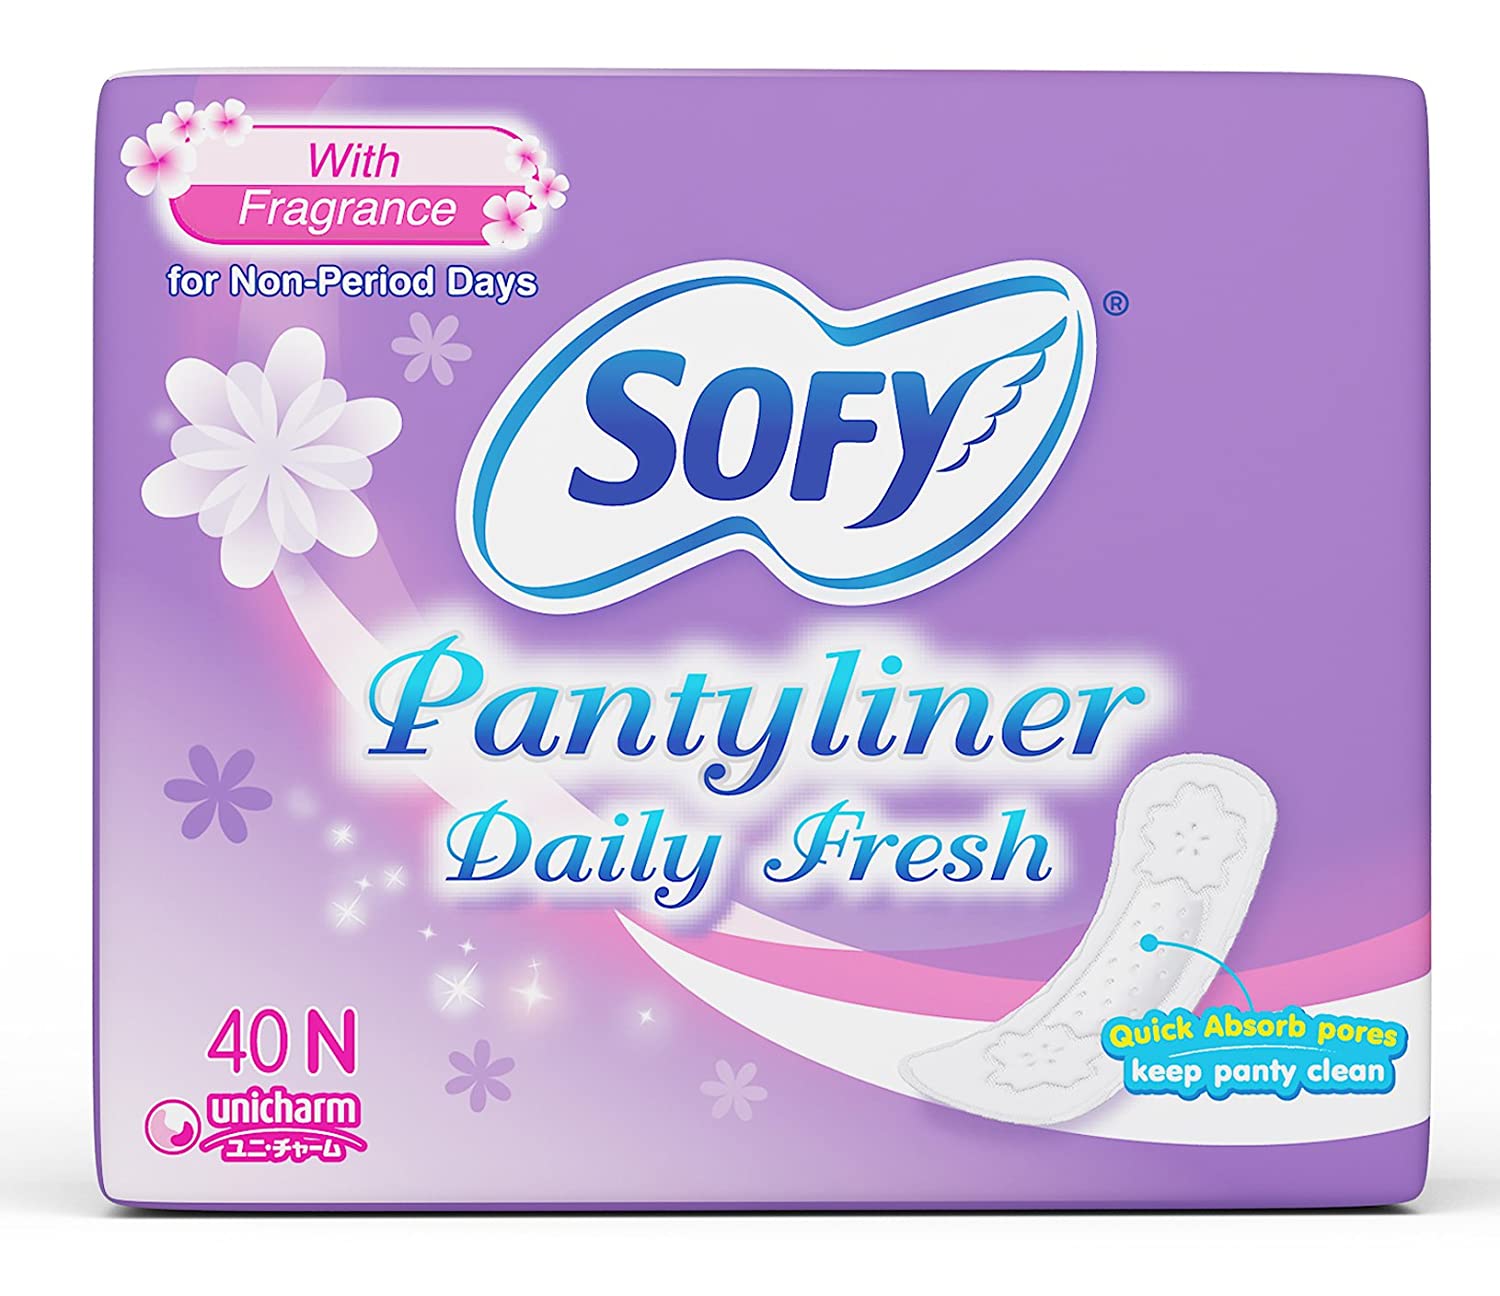 With
Fragrance
for Non-Period Days
SOFY®
Pantyliner
Daily Fresh
Quick Absorb pores
keep panty clean
40 N
unicharm
ユニ・チャーム